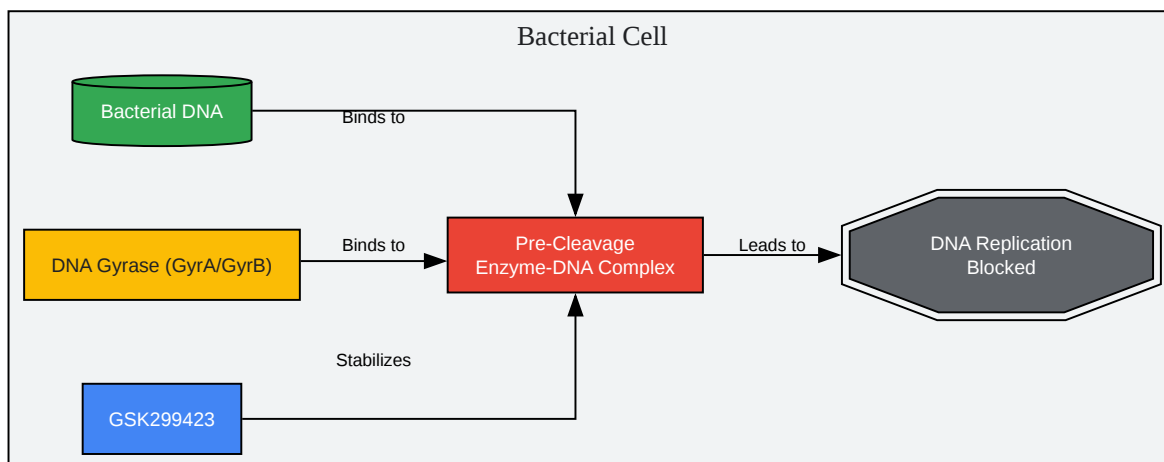 Bacterial Cell
Bacterial DNA
Binds to
DNA Gyrase (GyrA/GyrB)
Binds to
Pre-Cleavage
Enzyme-DNA Complex
Leads to
DNA Replication
Blocked
Stabilizes
GSK299423